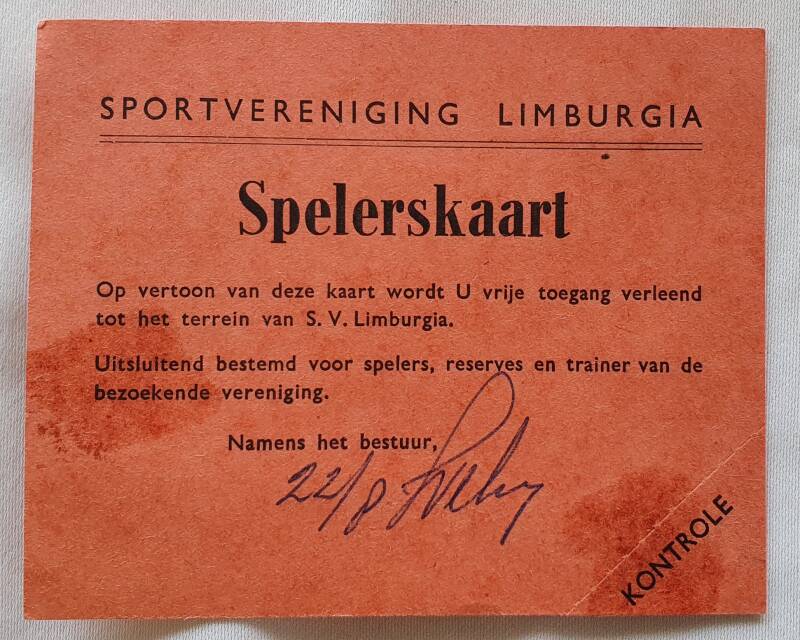 SPORTVERENIGING LIMBURGIA
Spelerskaart
Op vertoon van deze kaart wordt U vrije toegang verleend
tot het terrein van S. V. Limburgia.
Uitsluitend bestemd voor spelers, reserves en trainer van de
bezoekende vereniging.
Namens het bestuur,
22/8
KONTROLE